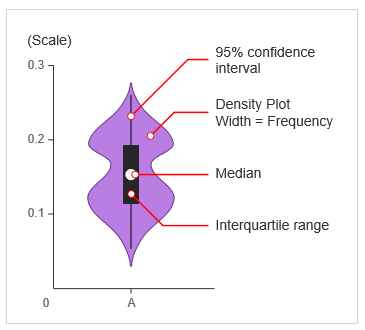 (Scale)
95% confidence
interval
0.3
Density Plot
Width = Frequency
0.2
Median
0.1
Interquartile range
0
A